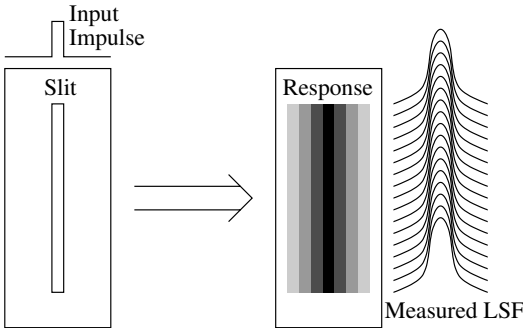 Input
Impulse
Slit
Response
Measured LSF